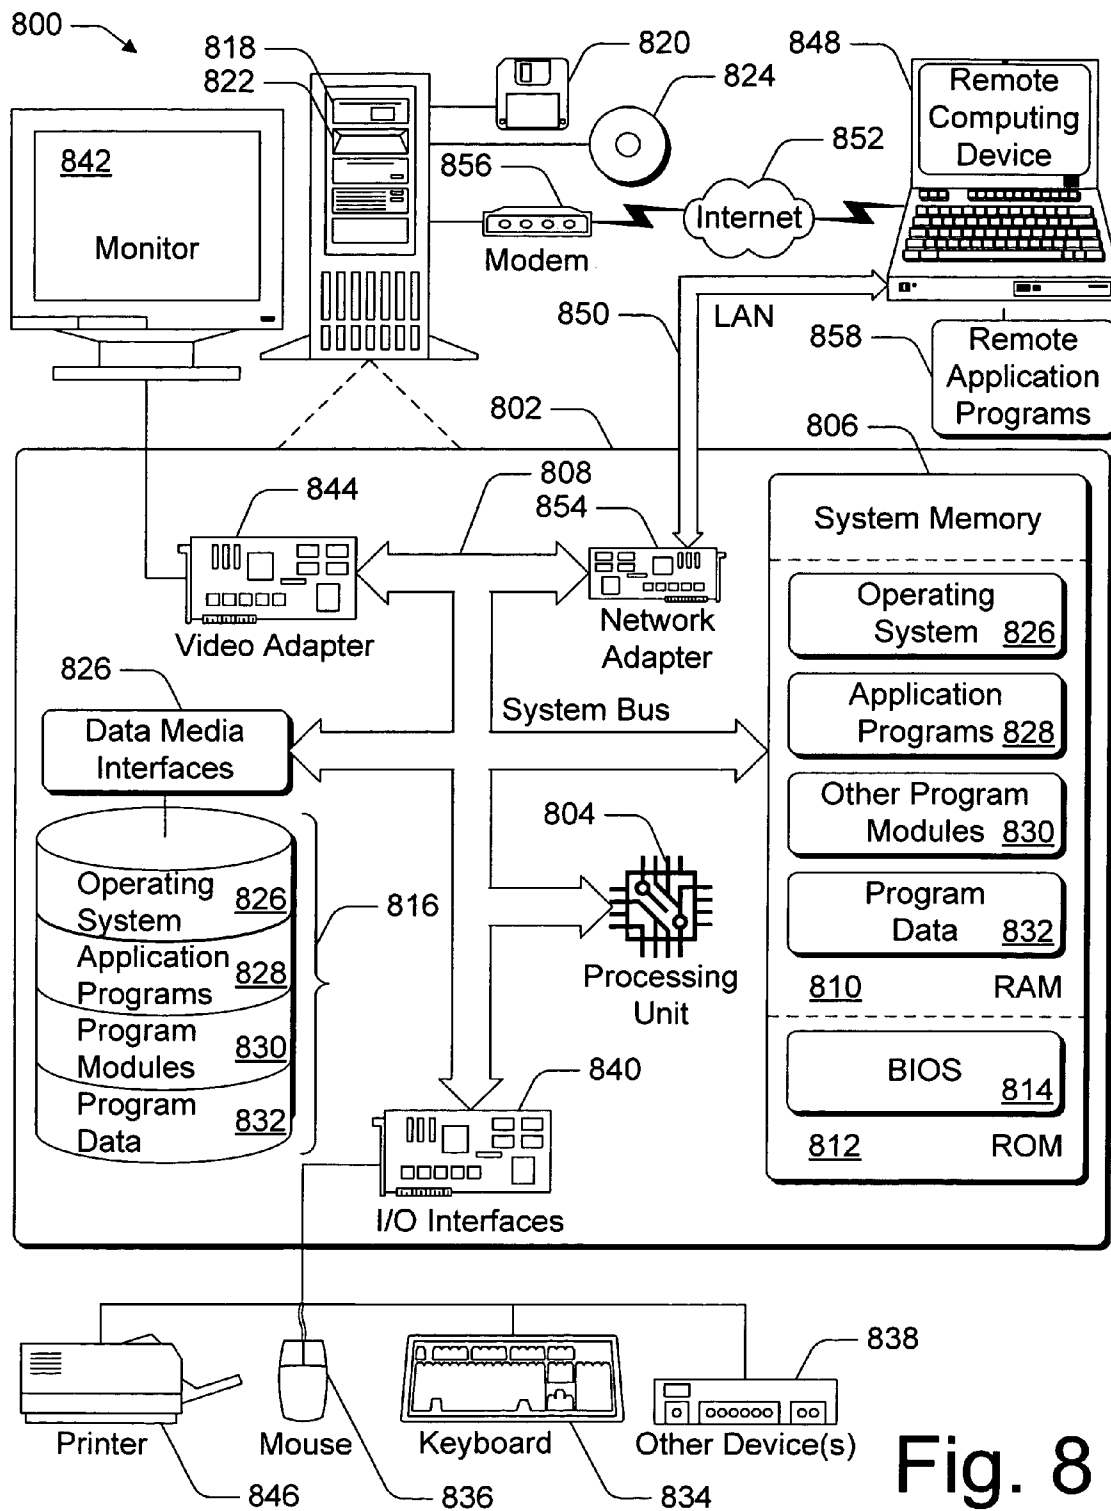 800
818
822
820
824
848
Remote
Computing
Device
842
Monitor
856
Modem
852
Internet
850
LAN
858
Remote
Application
Programs
802
806
808
844
854
Video Adapter
Network
Adapter
System Memory
Operating
System 826
Application
Programs 828
Other Program
Modules 830
Program
Data 832
810 RAM
BIOS 814
812 ROM
826
Data Media
Interfaces
System Bus
804
Processing
Unit
Operating
System 826
Application
Programs 828
Program
Modules 830
Program
Data 832
816
840
I/O Interfaces
838
Printer
Mouse
Keyboard
Other Device(s)
846
836
834
Fig. 8